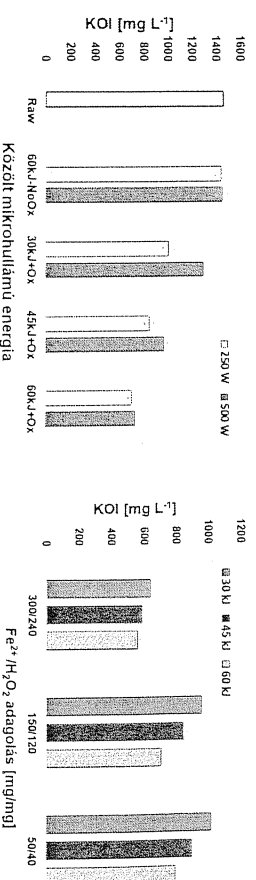 KOI [mg L⁻¹]
1600
1400
1200
1000
800
600
400
200
0
250 W 500 W
Raw 60kJ-NoOx 30kJ+Ox 45kJ+Ox 60kJ+Ox
Közölt mikrohullámú energia
KOI [mg L⁻¹]
1200
1000
800
600
400
200
0
30 kJ 45 kJ 60 kJ
300/240 150/120 50/40
Fe²⁺/H₂O₂ adagolás [mg/mg]